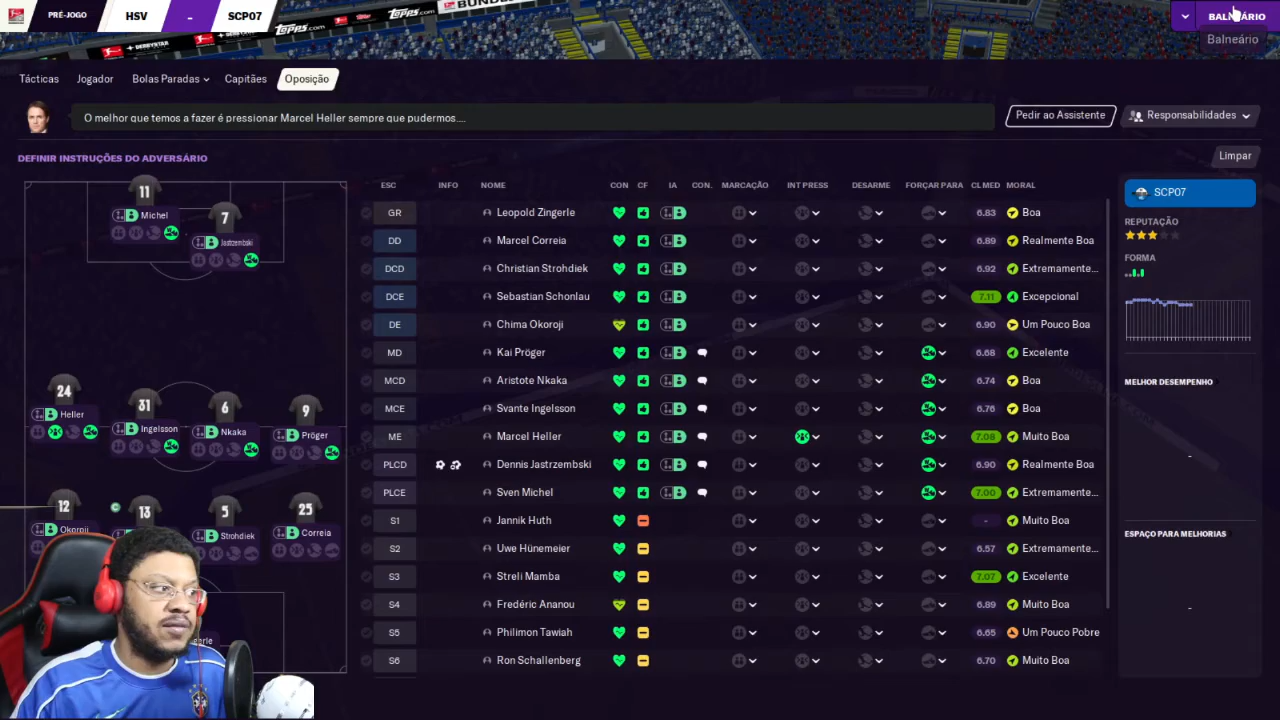 PRÉ-JOGO HSV - SCP07
BALNEÁRIO
Balneário
Tácticas Jogador Bolas Paradas Capitães Oposição
O melhor que temos a fazer é pressionar Marcel Heller sempre que pudermos....
Pedir ao Assistente Responsabilidades
DEFINIR INSTRUÇÕES DO ADVERSÁRIO
Limpar
ESC INFO NOME CON CF IA CON. MARCAÇÃO INT PRESS DESARME FORÇAR PARA CL MED MORAL
GR Leopold Zingerle 6.83 Boa
DD Marcel Correia 6.89 Realmente Boa
DCD Christian Strohdiek 6.92 Extremamente...
DCE Sebastian Schonlau 7.11 Excepcional
DE Chima Okoroji 6.90 Um Pouco Boa
MD Kai Pröger 6.68 Excelente
MCD Aristote Nkaka 6.74 Boa
MCE Svante Ingelsson 6.76 Boa
ME Marcel Heller 7.08 Muito Boa
PLCD Dennis Jastrzembski 6.90 Realmente Boa
PLCE Sven Michel 7.00 Extremamente...
S1 Jannik Huth - Muito Boa
S2 Uwe Hünemeier 6.57 Extremamente...
S3 Streli Mamba 7.07 Excelente
S4 Fredéric Ananou 6.89 Muito Boa
S5 Philimon Tawiah 6.65 Um Pouco Pobre
S6 Ron Schallenberg 6.70 Muito Boa
11
Michel
7
Jastrzembski
24
Heller
31
Ingelsson
6
Nkaka
9
Pröger
12
Okoroji
13
5
Strohdiek
25
Correia
SCP07
REPUTAÇÃO
FORMA
MELHOR DESEMPENHO
-
ESPAÇO PARA MELHORIAS
-
topps.com
DERBYSTAR
topps.com
BUNDES